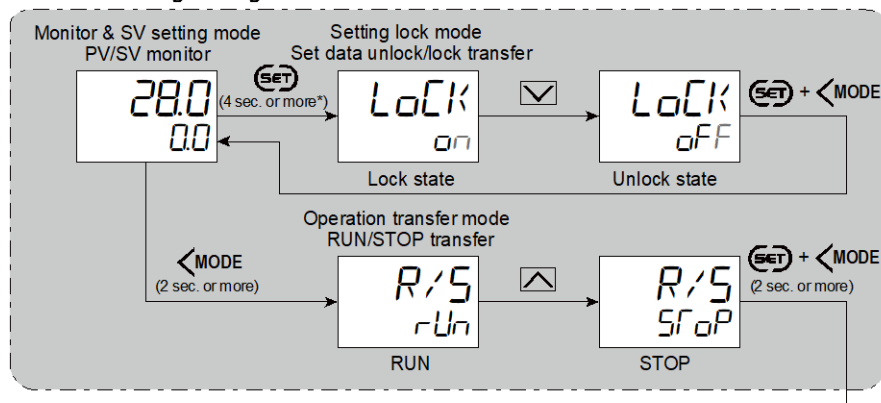 Monitor & SV setting mode
PV/SV monitor
28.0
0.0
SET
(4 sec. or more*)
Setting lock mode
Set data unlock/lock transfer
LoCK
on
Lock state
LoCK
oFF
Unlock state
SET + <MODE
<MODE
(2 sec. or more)
Operation transfer mode
RUN/STOP transfer
R/S
rUn
RUN
R/S
SToP
STOP
SET + <MODE
(2 sec. or more)